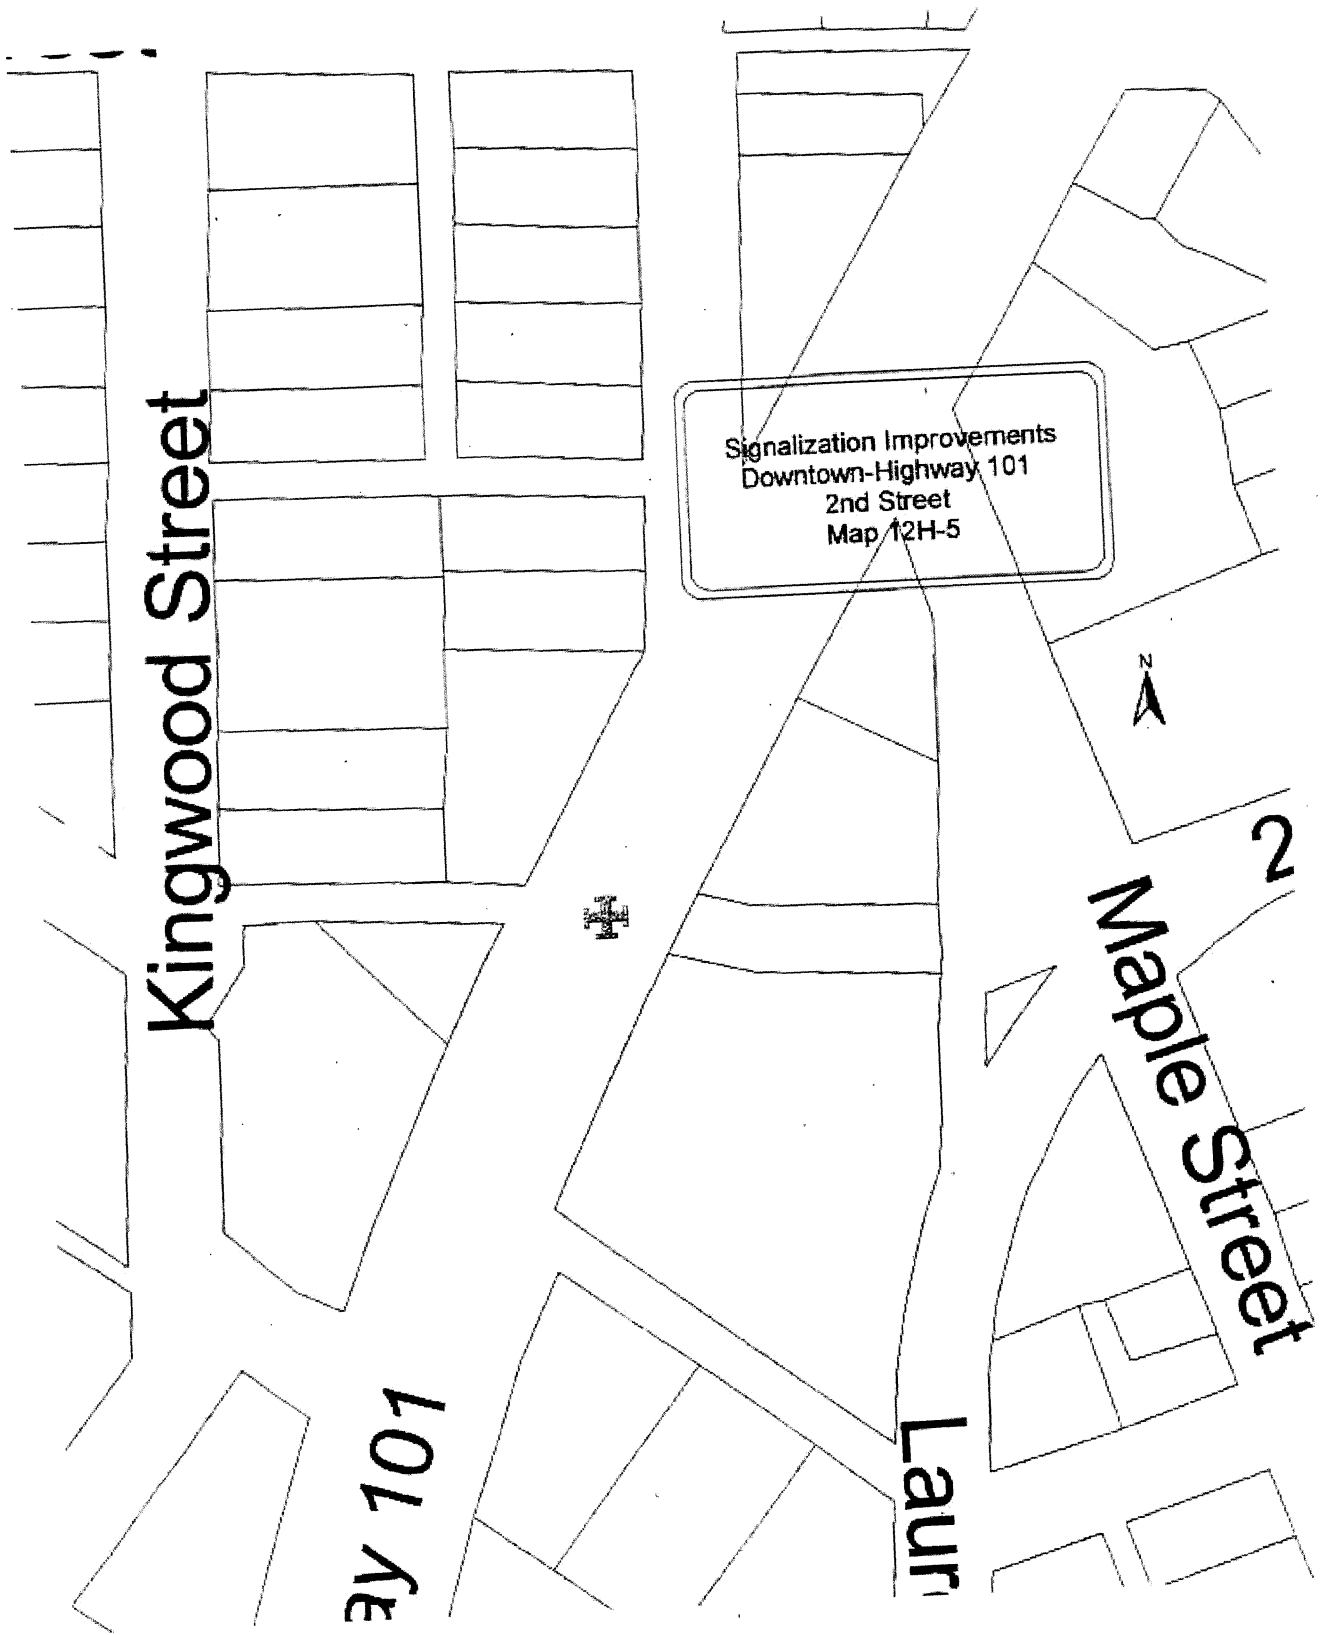 Signalization Improvements
Downtown-Highway 101
2nd Street
Map 12H-5
N
Kingwood Street
2
Maple Street
ay 101
Laur